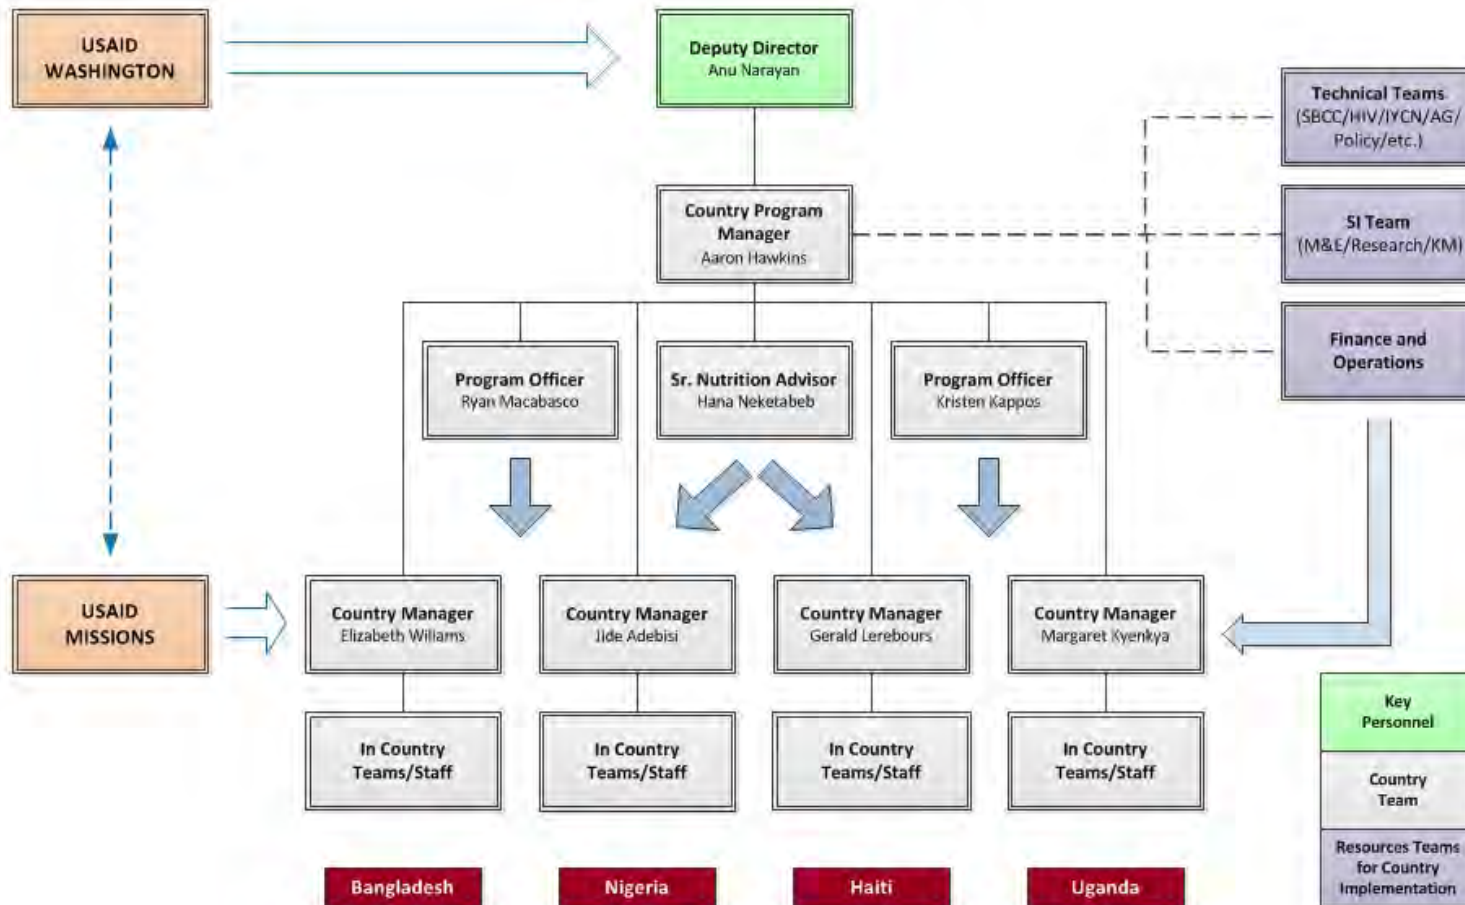 USAID
WASHINGTON
Deputy Director
Anu Narayan
Technical Teams
(SBCC/HIV/IYCN/AG/
Policy/etc.)
Country Program
Manager
Aaron Hawkins
SI Team
(M&E/Research/KM)
Finance and
Operations
Program Officer
Ryan Macabasco
Sr. Nutrition Advisor
Hana Neketabeb
Program Officer
Kristen Kappos
USAID
MISSIONS
Country Manager
Elizabeth Wiliams
Country Manager
Jide Adebisi
Country Manager
Gerald Lerebours
Country Manager
Margaret Kyenkya
In Country
Teams/Staff
In Country
Teams/Staff
In Country
Teams/Staff
In Country
Teams/Staff
Bangladesh
Nigeria
Haiti
Uganda
Key
Personnel
Country
Team
Resources Teams
for Country
Implementation